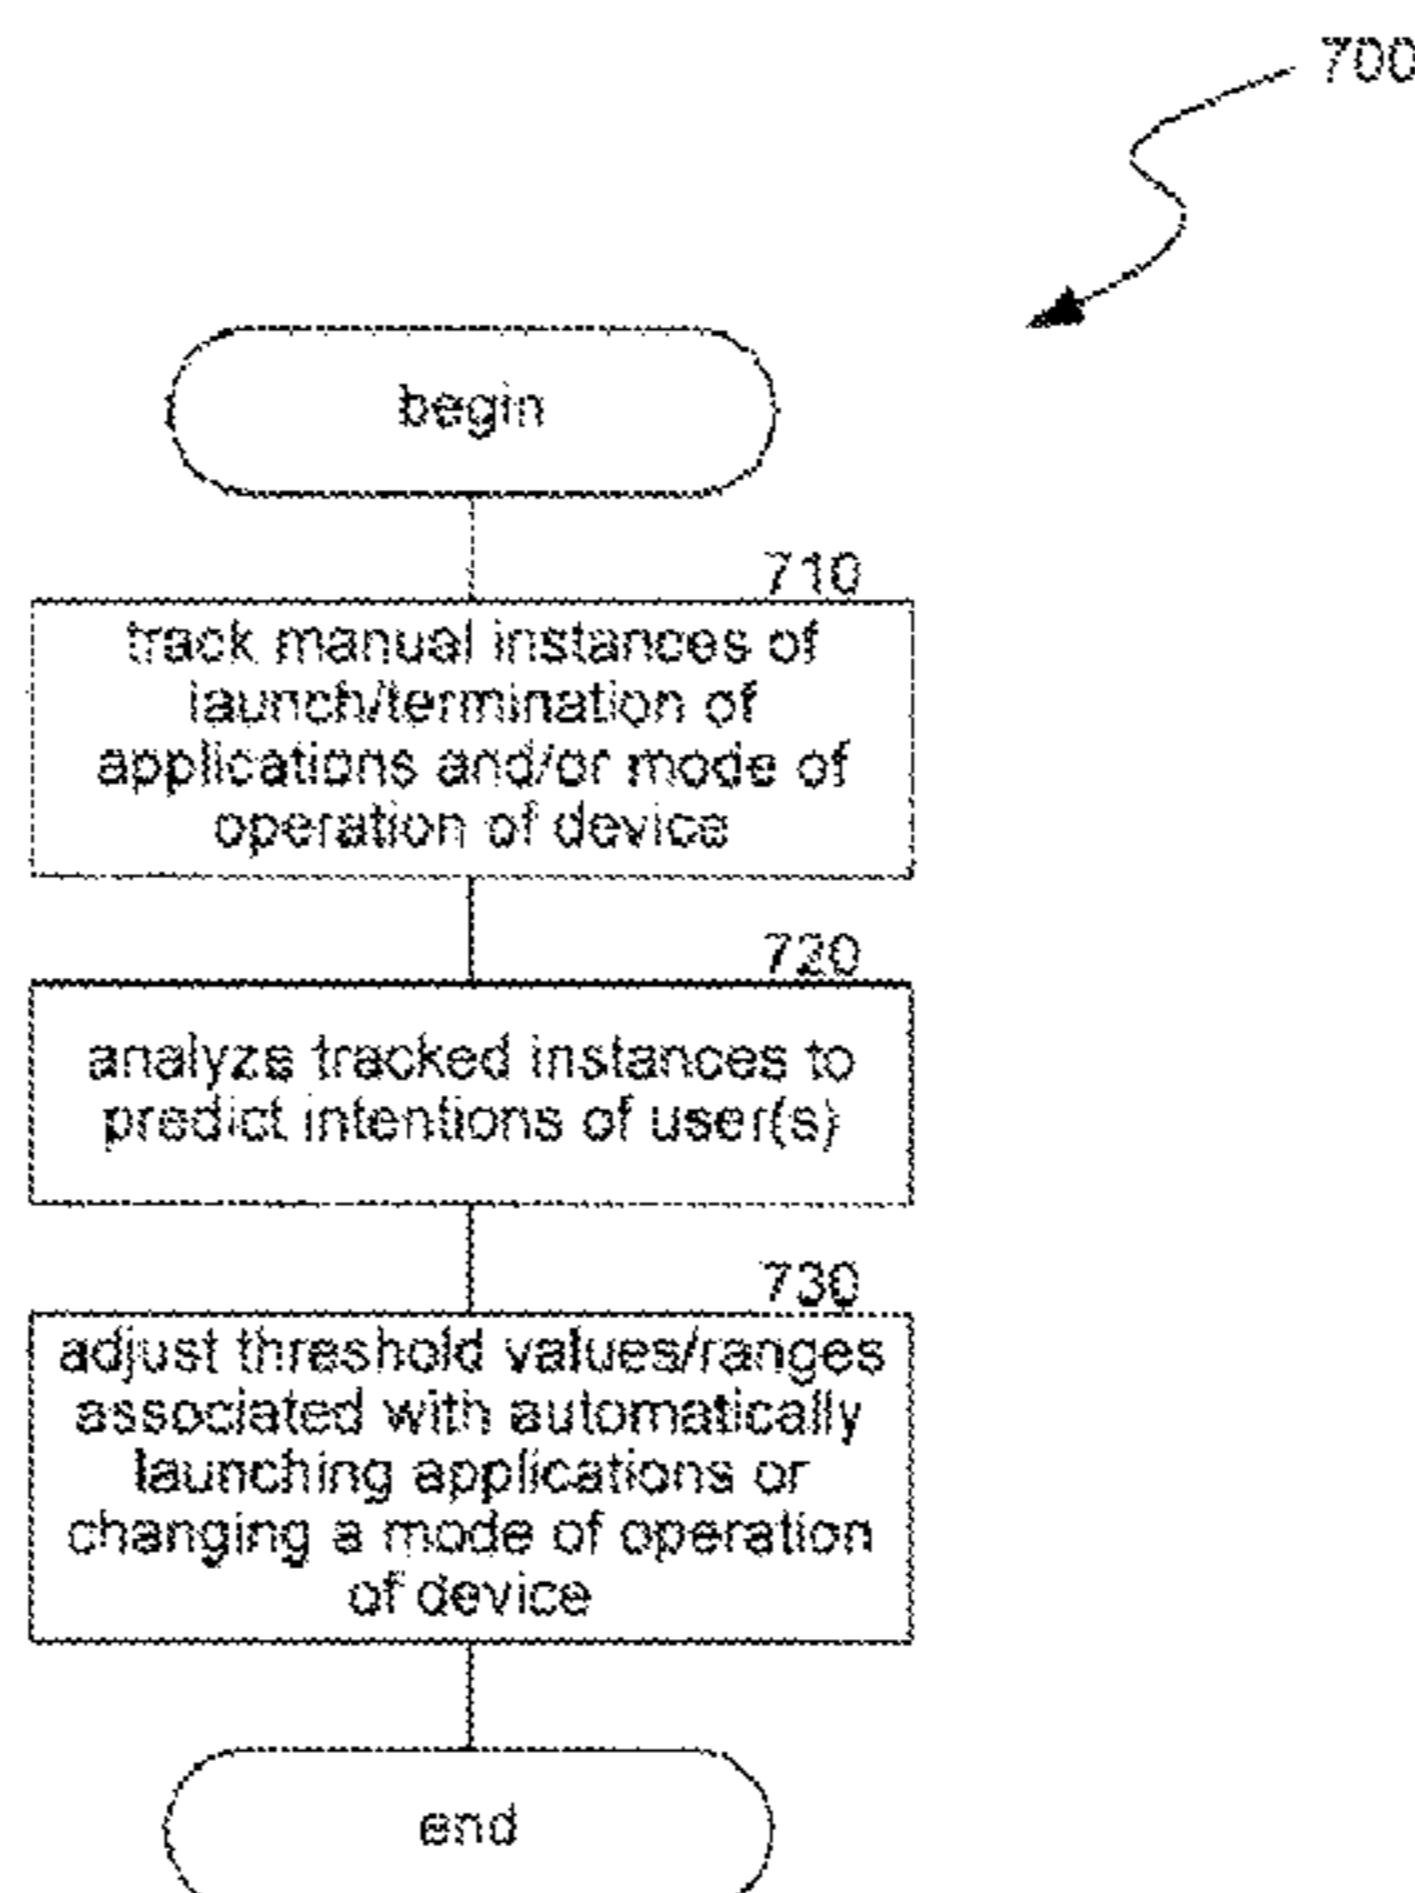 700
begin
710
track manual instances of
launch/termination of
applications and/or mode of
operation of device
720
analyze tracked instances to
predict intentions of user(s)
730
adjust threshold values/ranges
associated with automatically
launching applications or
changing a mode of operation
of device
end